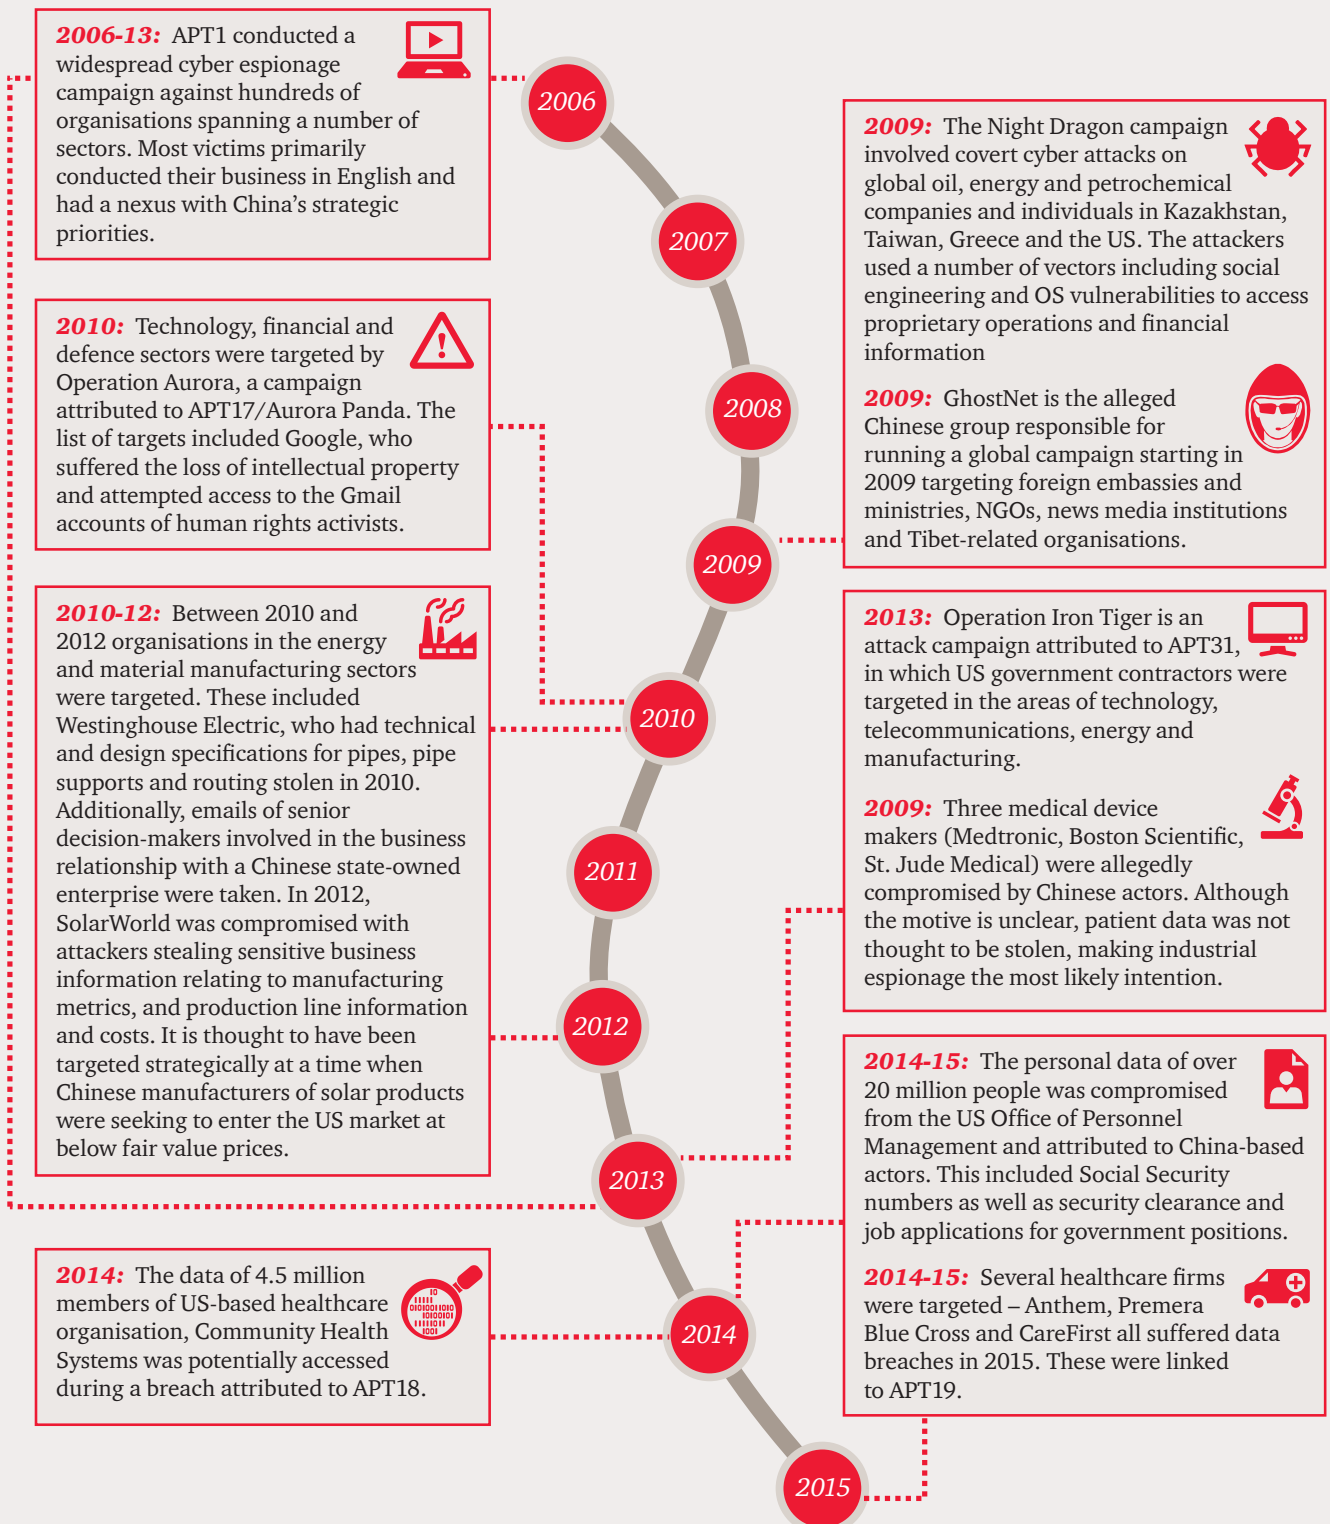 2006-13: APT1 conducted a
widespread cyber espionage
campaign against hundreds of
organisations spanning a number of
sectors. Most victims primarily
conducted their business in English and
had a nexus with China's strategic
priorities.
2010: Technology, financial and
defence sectors were targeted by
Operation Aurora, a campaign
attributed to APT17/Aurora Panda. The
list of targets included Google, who
suffered the loss of intellectual property
and attempted access to the Gmail
accounts of human rights activists.
2010-12: Between 2010 and
2012 organisations in the energy
and material manufacturing sectors
were targeted. These included
Westinghouse Electric, who had technical
and design specifications for pipes, pipe
supports and routing stolen in 2010.
Additionally, emails of senior
decision-makers involved in the business
relationship with a Chinese state-owned
enterprise were taken. In 2012,
SolarWorld was compromised with
attackers stealing sensitive business
information relating to manufacturing
metrics, and production line information
and costs. It is thought to have been
targeted strategically at a time when
Chinese manufacturers of solar products
were seeking to enter the US market at
below fair value prices.
2014: The data of 4.5 million
members of US-based healthcare
organisation, Community Health
Systems was potentially accessed
during a breach attributed to APT18.
2006
2007
2008
2009
2010
2011
2012
2013
2014
2015
2009: The Night Dragon campaign
involved covert cyber attacks on
global oil, energy and petrochemical
companies and individuals in Kazakhstan,
Taiwan, Greece and the US. The attackers
used a number of vectors including social
engineering and OS vulnerabilities to access
proprietary operations and financial
information
2009: GhostNet is the alleged
Chinese group responsible for
running a global campaign starting in
2009 targeting foreign embassies and
ministries, NGOs, news media institutions
and Tibet-related organisations.
2013: Operation Iron Tiger is an
attack campaign attributed to APT31,
in which US government contractors were
targeted in the areas of technology,
telecommunications, energy and
manufacturing.
2009: Three medical device
makers (Medtronic, Boston Scientific,
St. Jude Medical) were allegedly
compromised by Chinese actors. Although
the motive is unclear, patient data was not
thought to be stolen, making industrial
espionage the most likely intention.
2014-15: The personal data of over
20 million people was compromised
from the US Office of Personnel
Management and attributed to China-based
actors. This included Social Security
numbers as well as security clearance and
job applications for government positions.
2014-15: Several healthcare firms
were targeted – Anthem, Premera
Blue Cross and CareFirst all suffered data
breaches in 2015. These were linked
to APT19.